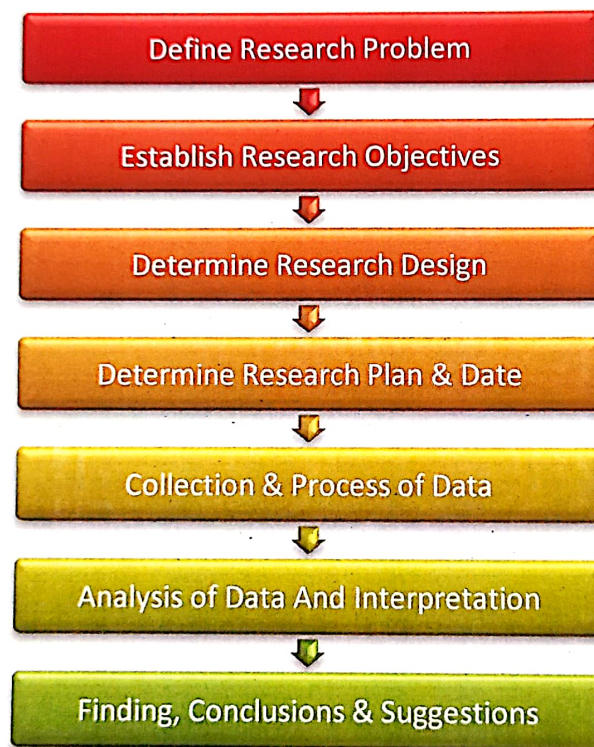 Define Research Problem
Establish Research Objectives
Determine Research Design
Determine Research Plan & Date
Collection & Process of Data
Analysis of Data And Interpretation
Finding, Conclusions & Suggestions